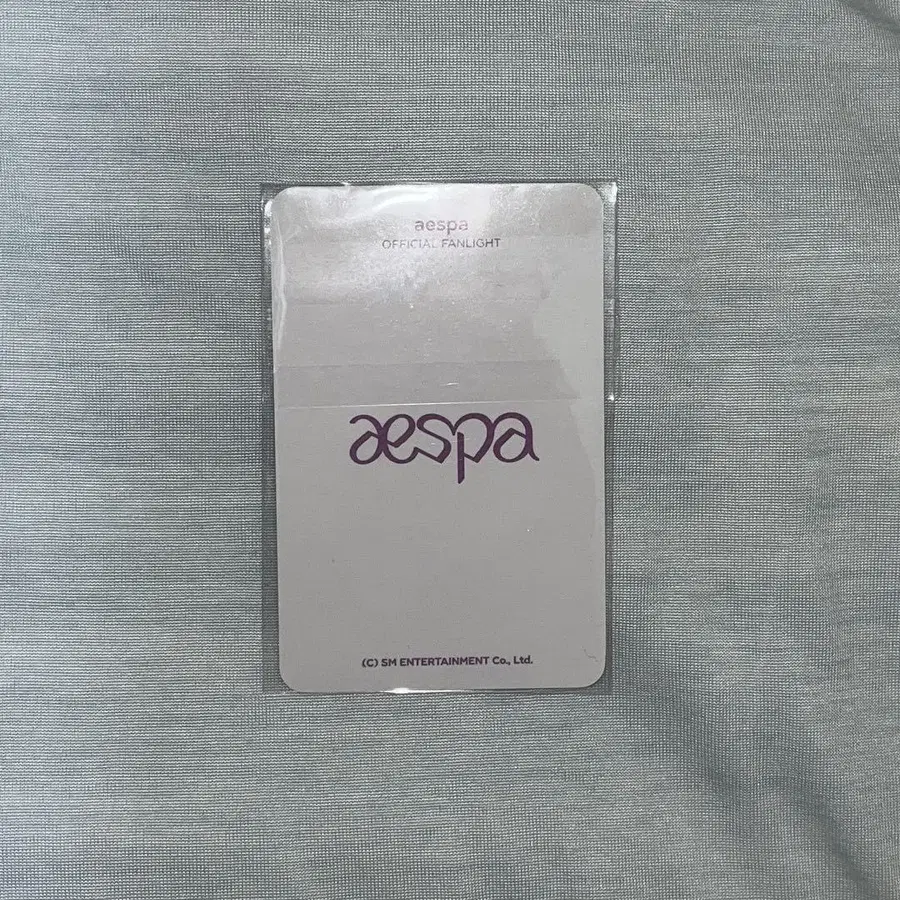 aespa
OFFICIAL FANLIGHT
aespa
(C) SM ENTERTAINMENT Co., Ltd.